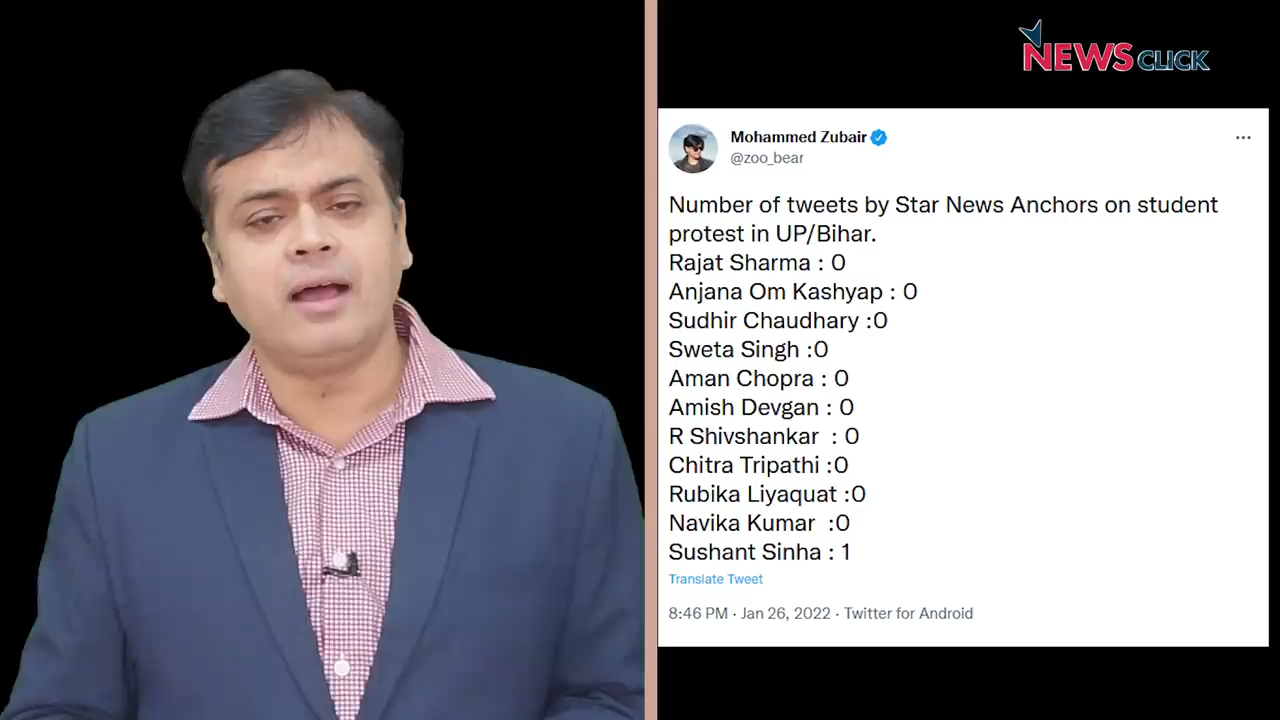 NEWS CLICK
Mohammed Zubair
@zoo_bear
Number of tweets by Star News Anchors on student
protest in UP/Bihar.
Rajat Sharma : 0
Anjana Om Kashyap : 0
Sudhir Chaudhary :0
Sweta Singh :0
Aman Chopra : 0
Amish Devgan : 0
R Shivshankar  : 0
Chitra Tripathi :0
Rubika Liyaquat :0
Navika Kumar  :0
Sushant Sinha : 1
Translate Tweet
8:46 PM · Jan 26, 2022 · Twitter for Android